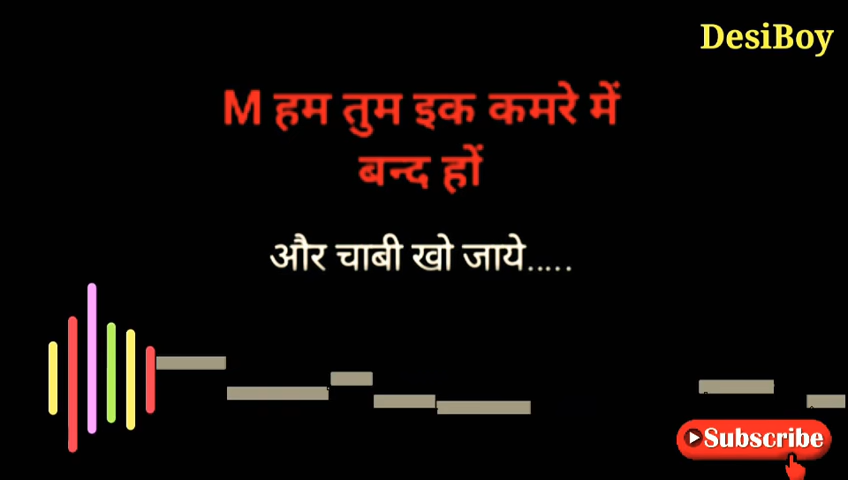 DesiBoy
M हम तुम इक कमरे में
बन्द हों
और चाबी खो जाये.....
Subscribe